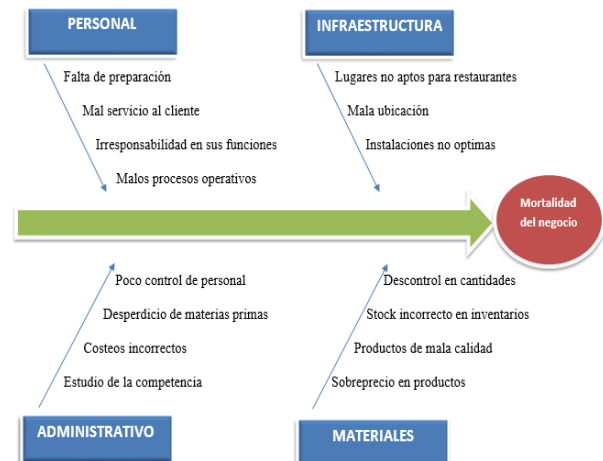 PERSONAL
Falta de preparación
Mal servicio al cliente
Irresponsabilidad en sus funciones
Malos procesos operativos
INFRAESTRUCTURA
Lugares no aptos para restaurantes
Mala ubicación
Instalaciones no optimas
Mortalidad
del negocio
Poco control de personal
Desperdicio de materias primas
Costeos incorrectos
Estudio de la competencia
ADMINISTRATIVO
Descontrol en cantidades
Stock incorrecto en inventarios
Productos de mala calidad
Sobreprecio en productos
MATERIALES